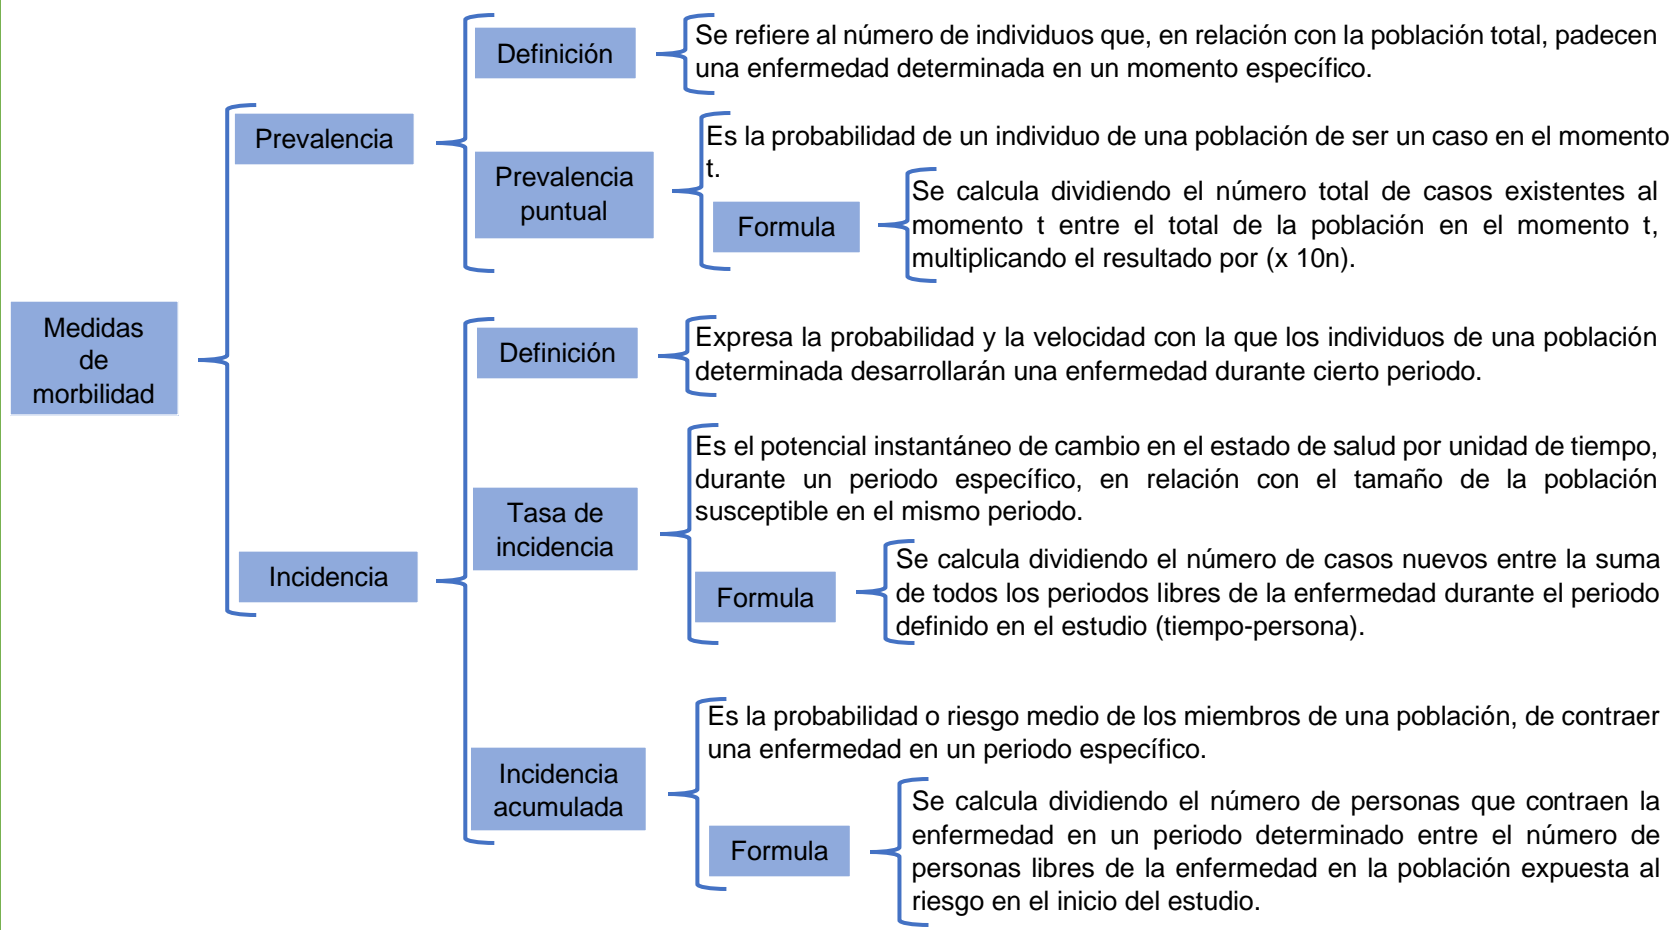 Medidas
de
morbilidad
Prevalencia
Definición
Se refiere al número de individuos que, en relación con la población total, padecen
una enfermedad determinada en un momento específico.
Prevalencia
puntual
Es la probabilidad de un individuo de una población de ser un caso en el momento
t.
Formula
Se calcula dividiendo el número total de casos existentes al
momento t entre el total de la población en el momento t,
multiplicando el resultado por (x 10n).
Incidencia
Definición
Expresa la probabilidad y la velocidad con la que los individuos de una población
determinada desarrollarán una enfermedad durante cierto periodo.
Tasa de
incidencia
Es el potencial instantáneo de cambio en el estado de salud por unidad de tiempo,
durante un periodo específico, en relación con el tamaño de la población
susceptible en el mismo periodo.
Formula
Se calcula dividiendo el número de casos nuevos entre la suma
de todos los periodos libres de la enfermedad durante el periodo
definido en el estudio (tiempo-persona).
Incidencia
acumulada
Es la probabilidad o riesgo medio de los miembros de una población, de contraer
una enfermedad en un periodo específico.
Formula
Se calcula dividiendo el número de personas que contraen la
enfermedad en un periodo determinado entre el número de
personas libres de la enfermedad en la población expuesta al
riesgo en el inicio del estudio.